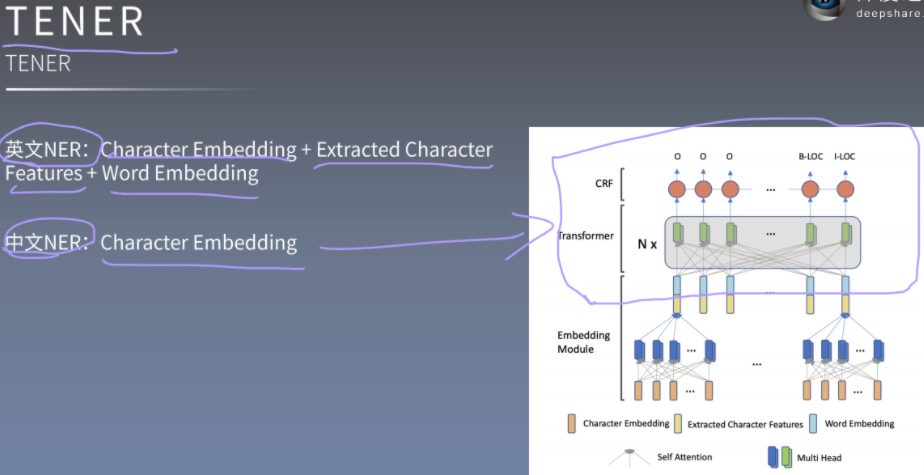 TENER
deepshare.
TENER
英文NER：Character Embedding + Extracted Character
Features + Word Embedding
中文NER：Character Embedding
O O O B-LOC I-LOC
CRF
...
Transformer
N x
...
...
Embedding
Module
... ...
...
... ...
Character Embedding Extracted Character Features Word Embedding
Self Attention Multi Head